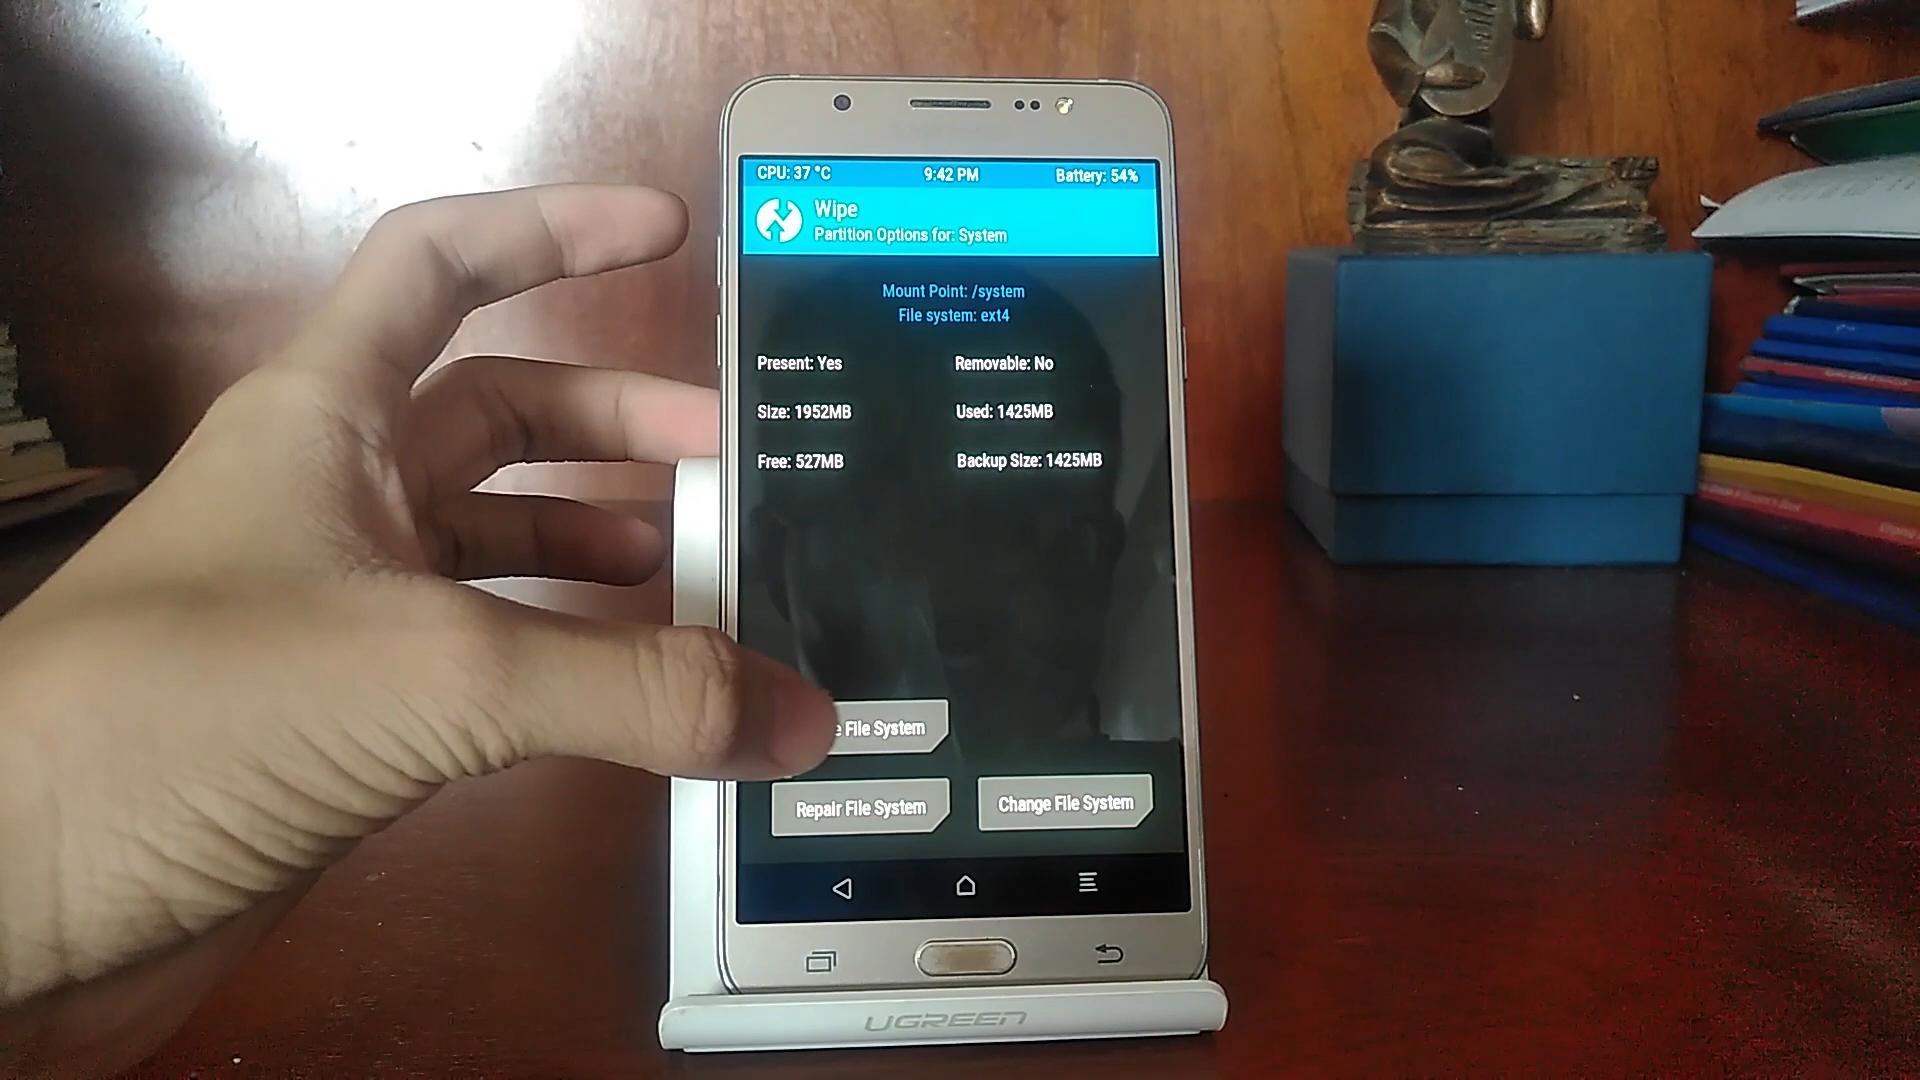 CPU: 37 °C 9:42 PM Battery: 54%
Wipe
Partition Options for: System
Mount Point: /system
File system: ext4
Present: Yes Removable: No
Size: 1952MB Used: 1425MB
Free: 527MB Backup Size: 1425MB
File System
Repair File System Change File System
UGREEN